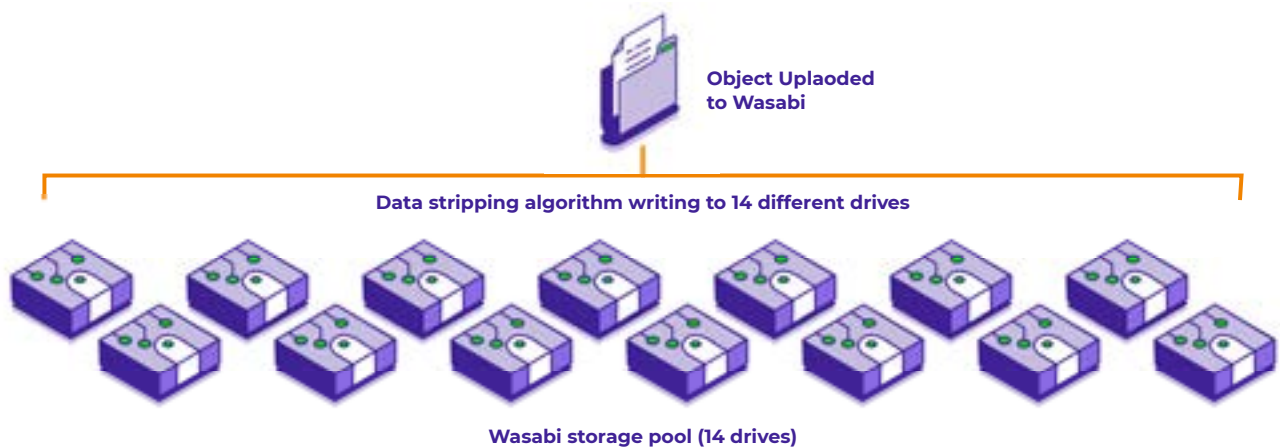 Object Uplaoded
to Wasabi
Data stripping algorithm writing to 14 different drives
Wasabi storage pool (14 drives)